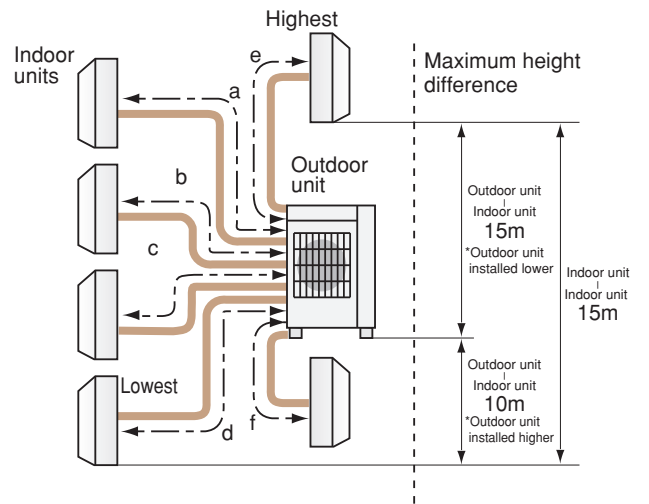 Highest
Indoor
units
Maximum height
difference
e
a
Outdoor
unit
b
c
Lowest
d
f
Outdoor unit
|
Indoor unit
15m
*Outdoor unit
installed lower
Indoor unit
|
Indoor unit
15m
Outdoor unit
|
Indoor unit
10m
*Outdoor unit
installed higher